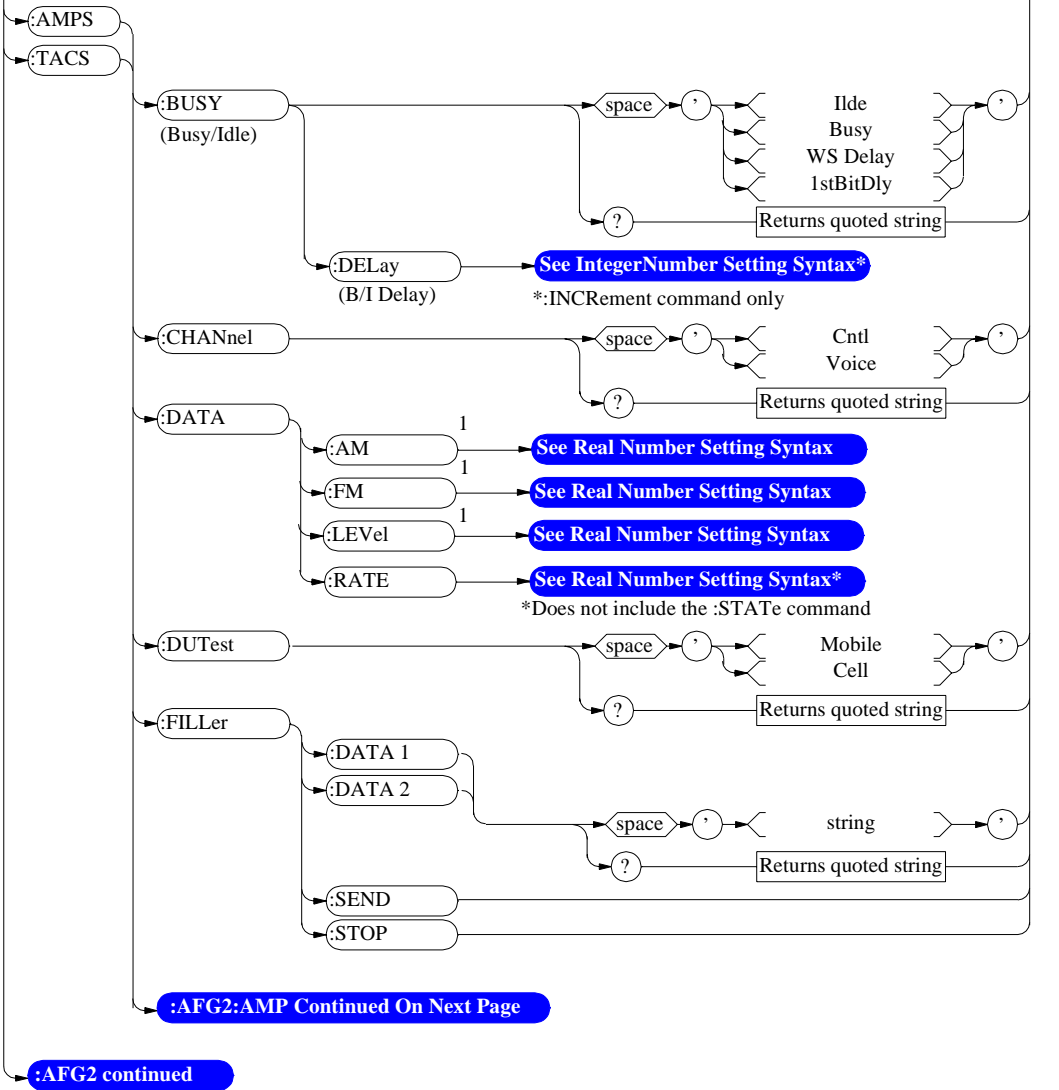 :AMPS
:TACS
:BUSY
(Busy/Idle)
space
'
Ilde
Busy
WS Delay
1stBitDly
'
?
Returns quoted string
:DELay
(B/I Delay)
See IntegerNumber Setting Syntax*
*:INCRement command only
:CHANnel
space
'
Cntl
Voice
'
?
Returns quoted string
:DATA
:AM
1
See Real Number Setting Syntax
:FM
1
See Real Number Setting Syntax
:LEVel
1
See Real Number Setting Syntax
:RATE
See Real Number Setting Syntax*
*Does not include the :STATe command
:DUTest
space
'
Mobile
Cell
'
?
Returns quoted string
:FILLer
:DATA 1
:DATA 2
space
'
string
'
?
Returns quoted string
:SEND
:STOP
:AFG2:AMP Continued On Next Page
:AFG2 continued